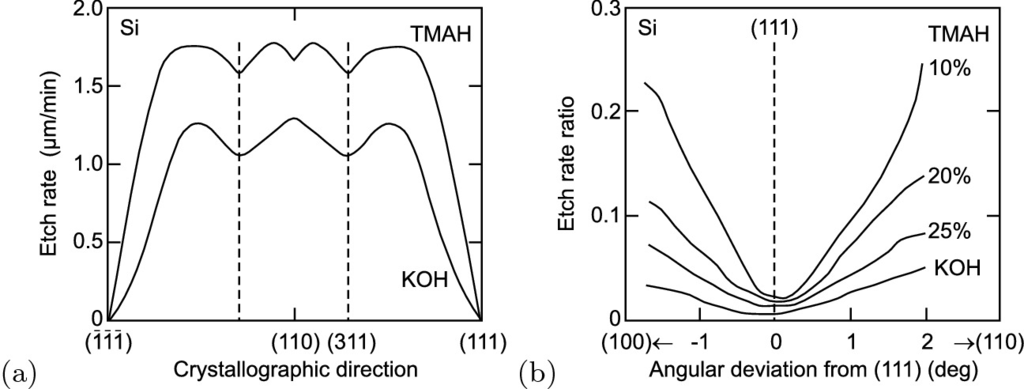 2.0
Si
TMAH
1.5
1.0
0.5
KOH
0
Etch rate (μm/min)
(1̄1̄1̄) (110) (311) (111)
Crystallographic direction
(a)
0.3
Si
(111)
TMAH
10%
0.2
20%
0.1
25%
KOH
0
Etch rate ratio
(100)← -1 0 1 2 →(110)
Angular deviation from (111) (deg)
(b)